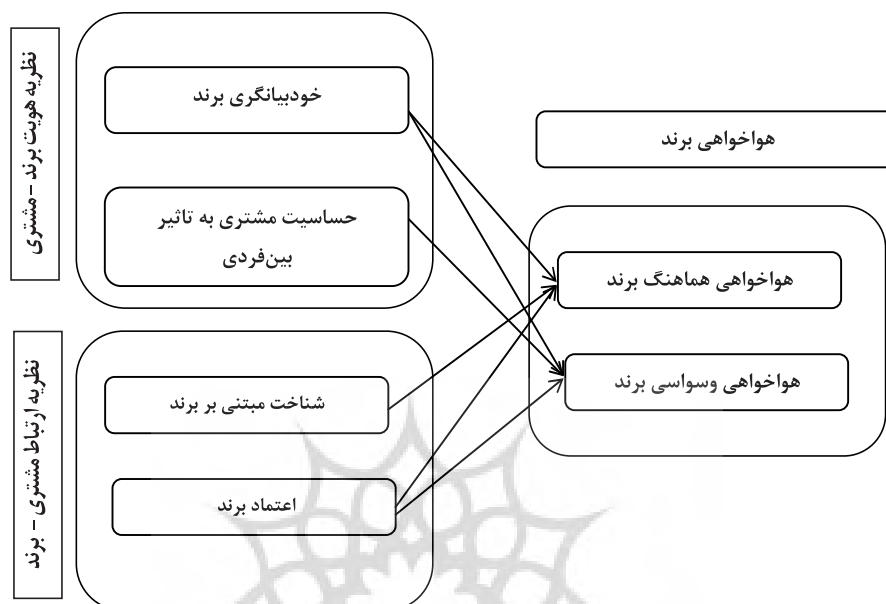 نظریه هویت برند – مشتری
خودبیانگری برند
حساسیت مشتری به تاثیر
بین‌فردی
هواخواهی برند
هواخواهی هماهنگ برند
هواخواهی وسواسی برند
نظریه ارتباط مشتری – برند
شناخت مبتنی بر برند
اعتماد برند